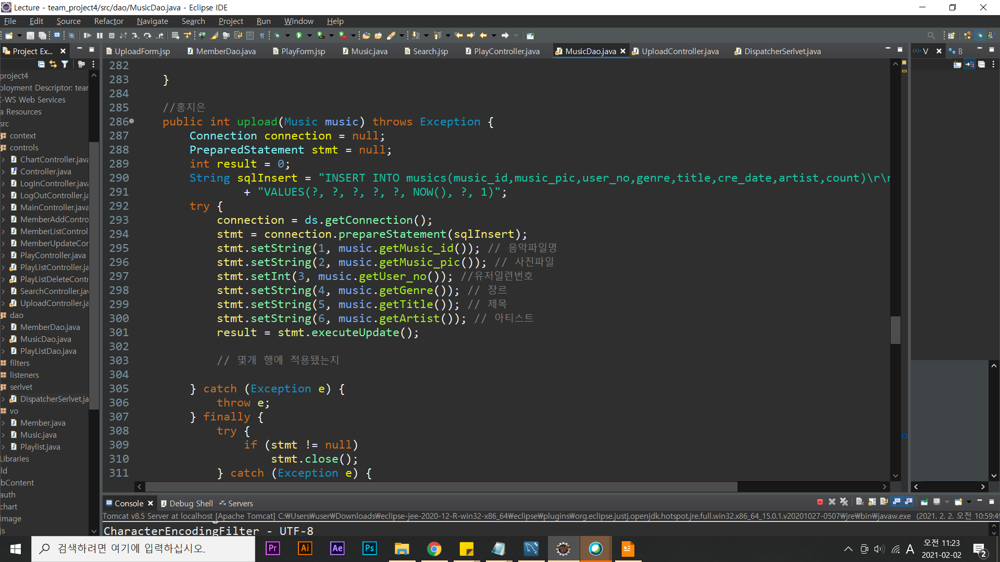 Lecture - team_project4/src/dao/MusicDao.java - Eclipse IDE
File Edit Source Refactor Navigate Search Project Run Window Help
Project Ex...
UploadForm.jsp MemberDao.java PlayForm.jsp Music.java Search.jsp PlayController.java MusicDao.java UploadController.java DispatcherSerlvet.java
V B
project4
ployment Descriptor: tear
-WS Web Services
a Resources
src
context
controls
ChartController.java
Controller.java
LogInController.java
LogOutController.ja
MainController.java
MemberAddContro
MemberListControl
MemberUpdateCor
PlayController.java
PlayListController.ja
PlayListDeleteContr
SearchController.jav
UploadController.ja
dao
MemberDao.java
MusicDao.java
PlayListDao.java
filters
listeners
serlvet
DispatcherSerlvet.ja
vo
Member.java
Music.java
Playlist.java
Libraries
ld
bContent
auth
chart
image
js
282
283 }
284
285 //홍지은
286 public int upload(Music music) throws Exception {
287 Connection connection = null;
288 PreparedStatement stmt = null;
289 int result = 0;
290 String sqlInsert = "INSERT INTO musics(music_id,music_pic,user_no,genre,title,cre_date,artist,count)\r\n
291 + "VALUES(?, ?, ?, ?, ?, NOW(), ?, 1)";
292 try {
293 connection = ds.getConnection();
294 stmt = connection.prepareStatement(sqlInsert);
295 stmt.setString(1, music.getMusic_id()); // 음악파일명
296 stmt.setString(2, music.getMusic_pic()); // 사진파일
297 stmt.setInt(3, music.getUser_no()); //유저일련번호
298 stmt.setString(4, music.getGenre()); // 장르
299 stmt.setString(5, music.getTitle()); // 제목
300 stmt.setString(6, music.getArtist()); // 아티스트
301 result = stmt.executeUpdate();
302
303 // 몇개 행에 적용됐는지
304
305 } catch (Exception e) {
306 throw e;
307 } finally {
308 try {
309 if (stmt != null)
310 stmt.close();
311 } catch (Exception e) {
Console Debug Shell Servers
Tomcat v8.5 Server at localhost [Apache Tomcat] C:₩Users₩user₩Downloads₩eclipse-jee-2020-12-R-win32-x86_64₩eclipse₩plugins₩org.eclipse.justj.openjdk.hotspot.jre.full.win32.x86_64_15.0.1.v20201027-0507₩jre₩bin₩javaw.exe (2021. 2. 2. 오전 10:59:49
CharacterEncodingFilter - UTF-8
검색하려면 여기에 입력하십시오.
Pr Ai Ae Ps
A
오전 11:23
2021-02-02
2